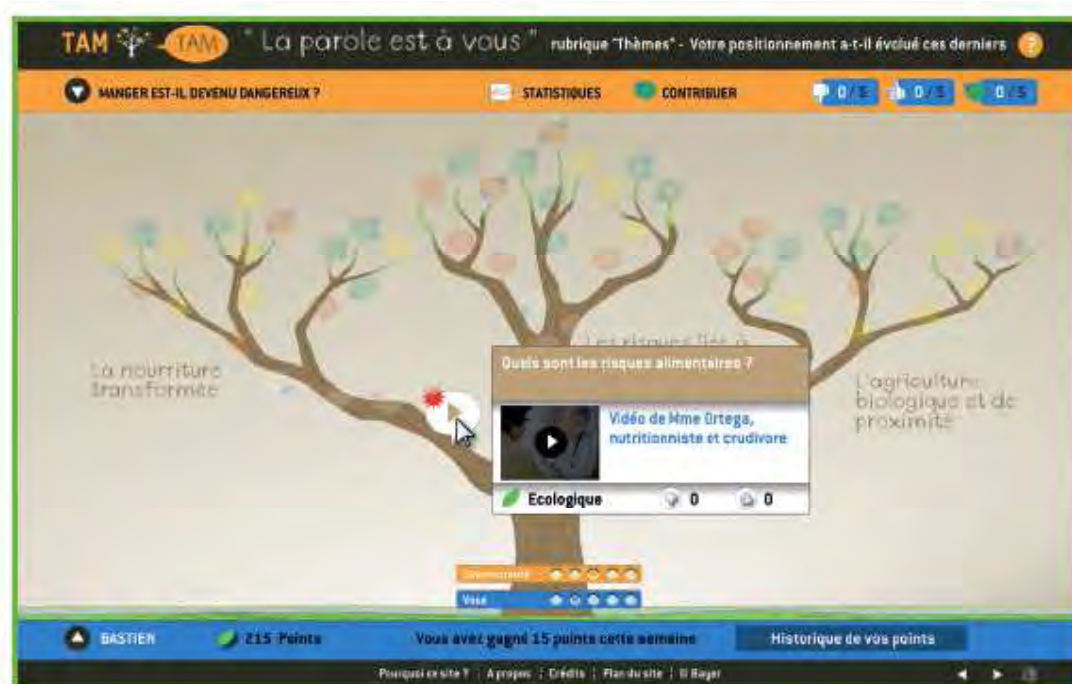 TAM TAM " La parole est à vous " rubrique "Thèmes" - Votre positionnement a-t-il évolué ces derniers ?
MANGER EST-IL DEVENU DANGEREUX ? STATISTIQUES CONTRIBUER 0 / 5 0 / 5 0 / 5
La nourriture
transformée
Les risques liés à
L'agriculture
biologique et de
proximité
Quels sont les risques alimentaires ?
Vidéo de Mme Ortega,
nutritionniste et crudivore
Ecologique 0 0
Vous
BASTIEN 215 Points Vous avez gagné 15 points cette semaine Historique de vos points
Pourquoi ce site ? | A propos | Crédits | Plan du site | © Bayer